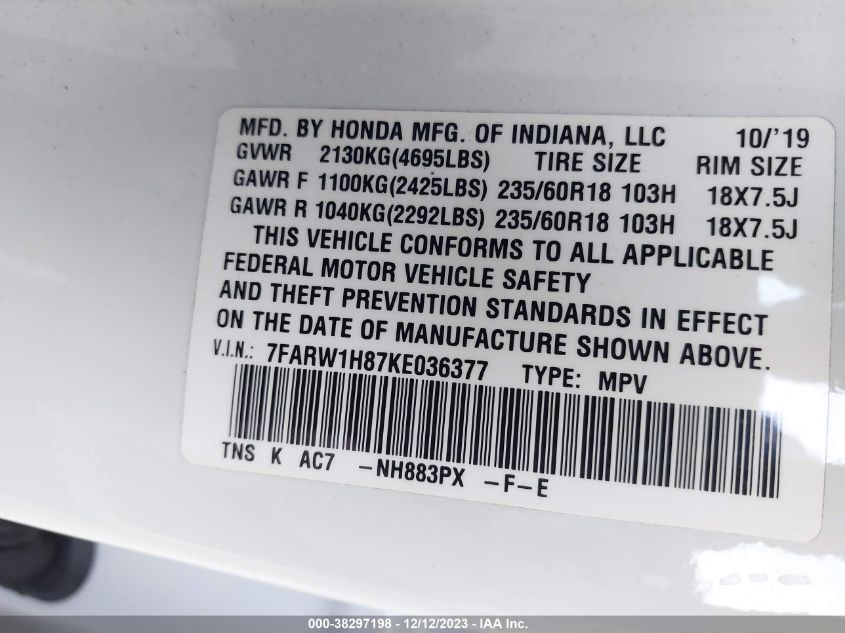 MFD. BY HONDA MFG. OF INDIANA, LLC 10/'19
GVWR 2130KG(4695LBS) TIRE SIZE RIM SIZE
GAWR F 1100KG(2425LBS) 235/60R18 103H 18X7.5J
GAWR R 1040KG(2292LBS) 235/60R18 103H 18X7.5J
THIS VEHICLE CONFORMS TO ALL APPLICABLE
FEDERAL MOTOR VEHICLE SAFETY
AND THEFT PREVENTION STANDARDS IN EFFECT
ON THE DATE OF MANUFACTURE SHOWN ABOVE.
V.I.N.: 7FARW1H87KE036377 TYPE: MPV
TNS K AC7 -NH883PX -F-E
000-38297198 - 12/12/2023 - IAA Inc.